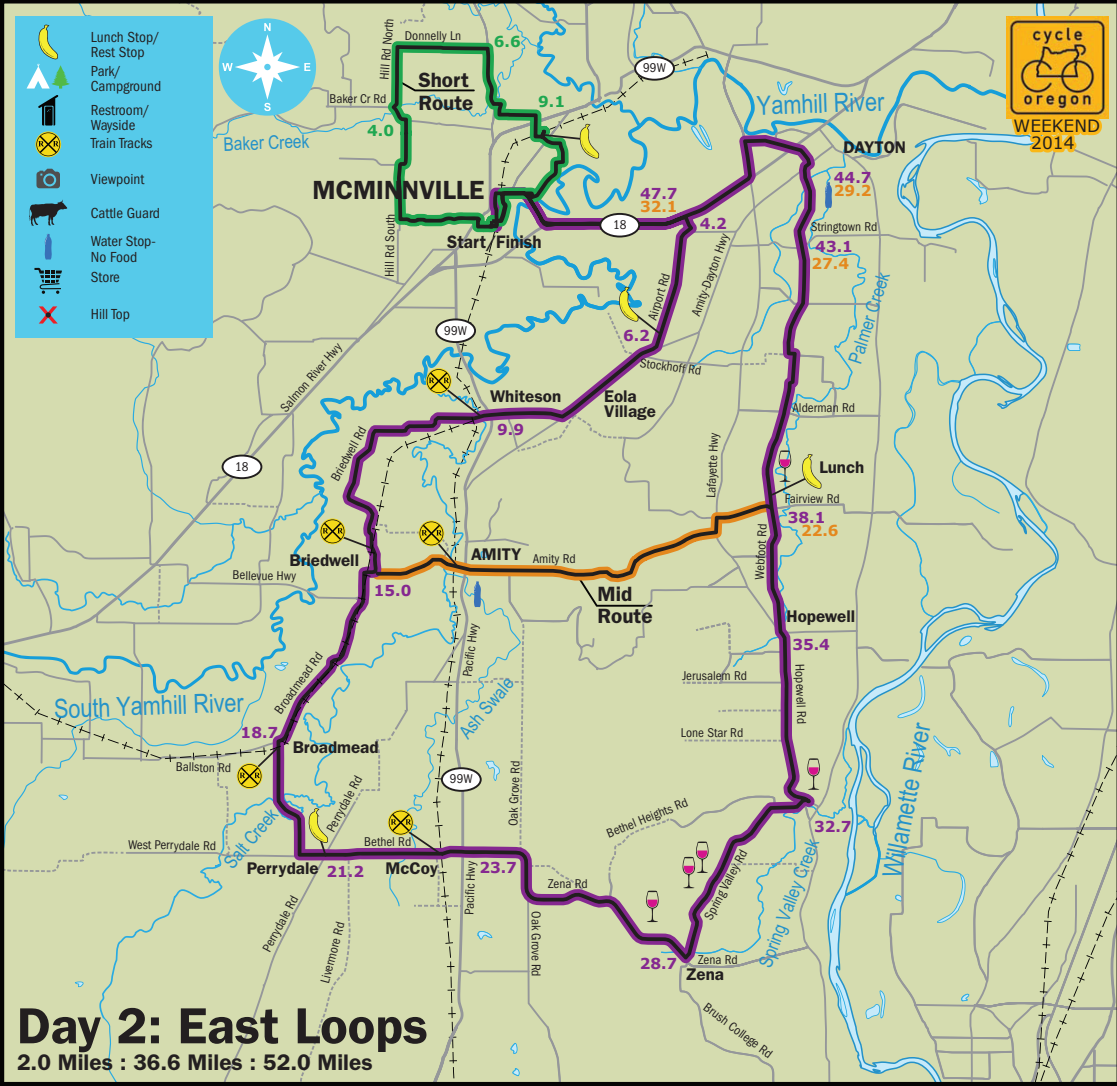 Lunch Stop/
Rest Stop
Park/
Campground
Restroom/
Wayside
R R
Train Tracks
Viewpoint
Cattle Guard
Water Stop-
No Food
Store
Hill Top
N
W E
S
cycle
oregon
WEEKEND
2014
Donnelly Ln
Hill Rd North
6.6
Short
Route
Baker Cr Rd
9.1
4.0
Baker Creek
99W
Yamhill River
DAYTON
MCMINNVILLE
47.7
32.1
44.7
29.2
18
4.2
Stringtown Rd
Start/Finish
Hill Rd South
43.1
27.4
Airport Rd
Amity-Dayton Hwy
Palmer Creek
99W
6.2
Stockhoff Rd
Salmon River Hwy
R R
Whiteson
Eola
Village
Alderman Rd
9.9
Briedwell Rd
Lafayette Hwy
18
Lunch
Fairview Rd
38.1
22.6
R R
R R
AMITY
Amity Rd
Briedwell
Webfoot Rd
Bellevue Hwy
15.0
Mid
Route
Hopewell
35.4
Pacific Hwy
Jerusalem Rd
Hopewell Rd
Broadmead Rd
South Yamhill River
Ash Swale
18.7
Broadmead
Lone Star Rd
Ballston Rd
R R
99W
Willamette River
Perrydale Rd
Oak Grove Rd
Bethel Heights Rd
R R
32.7
Salt Creek
West Perrydale Rd
Bethel Rd
Perrydale
21.2
McCoy
23.7
Pacific Hwy
Zena Rd
Spring Valley Rd
Spring Valley Creek
Perrydale Rd
Livermore Rd
Oak Grove Rd
28.7
Zena Rd
Zena
Brush College Rd
Day 2: East Loops
2.0 Miles : 36.6 Miles : 52.0 Miles